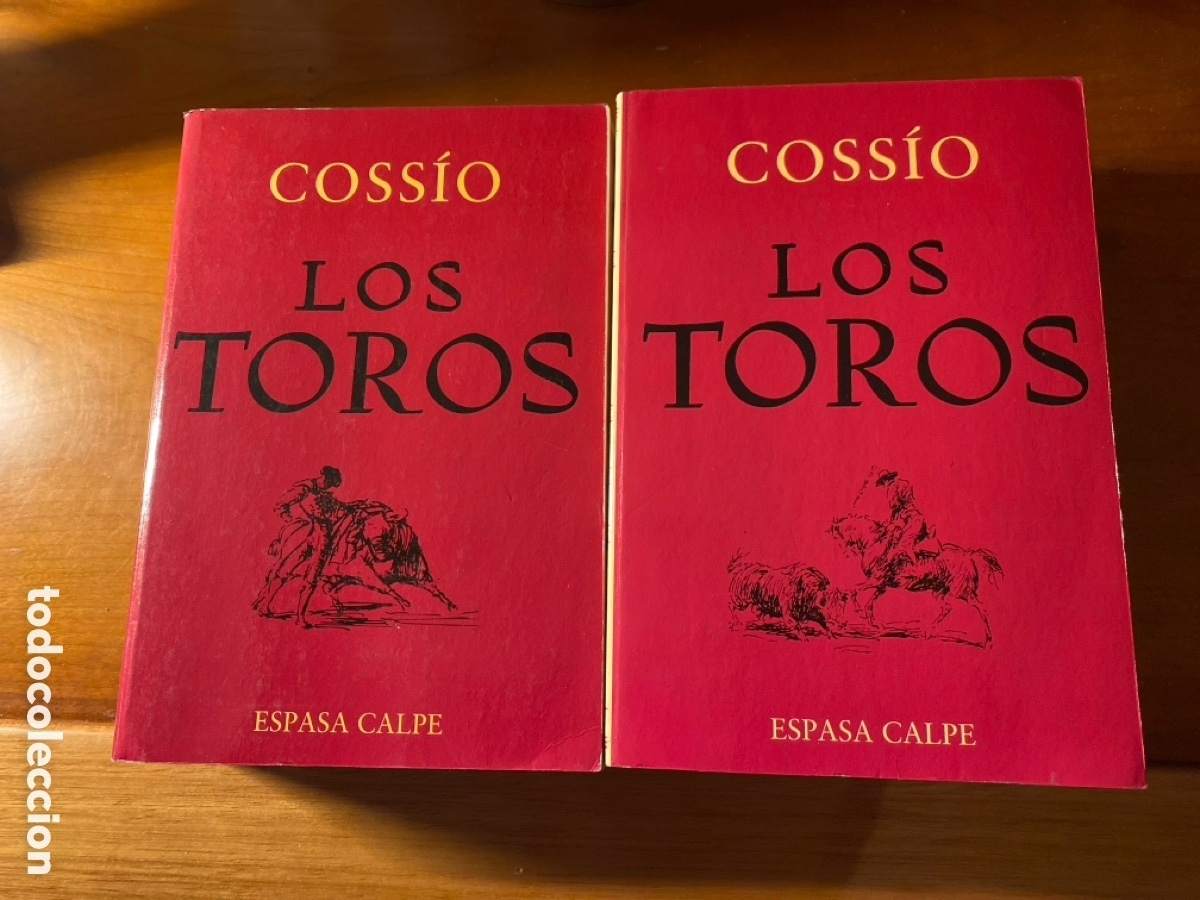 COSSÍO
LOS
TOROS
ESPASA CALPE
COSSÍO
LOS
TOROS
ESPASA CALPE
todocoleccion